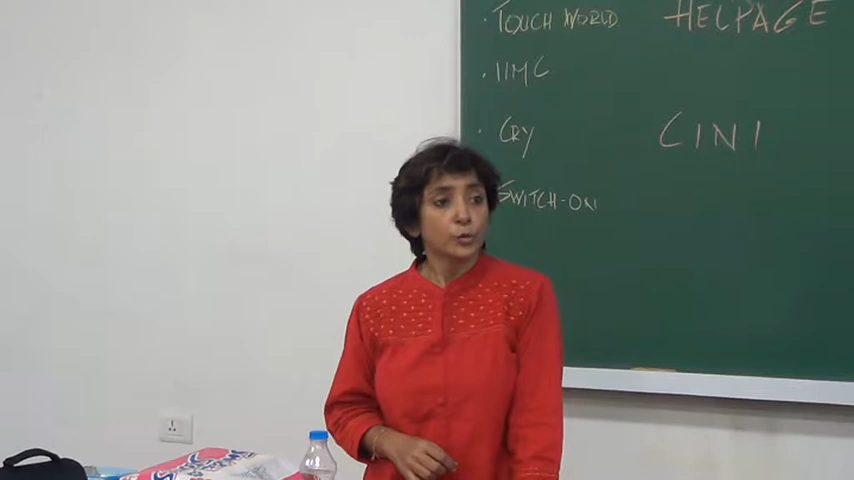 TOUCH WORLD
IIMC
CRY
SWITCH-ON
HELPAGE
CINI